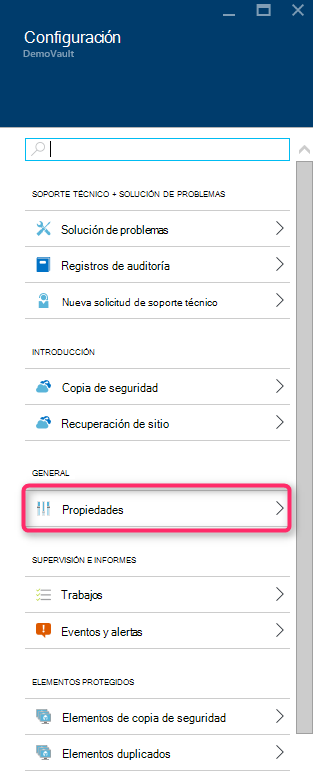 Configuración
DemoVault
SOPORTE TÉCNICO + SOLUCIÓN DE PROBLEMAS
Solución de problemas
Registros de auditoría
Nueva solicitud de soporte técnico
INTRODUCCIÓN
Copia de seguridad
Recuperación de sitio
GENERAL
Propiedades
SUPERVISIÓN E INFORMES
Trabajos
Eventos y alertas
ELEMENTOS PROTEGIDOS
Elementos de copia de seguridad
Elementos duplicados